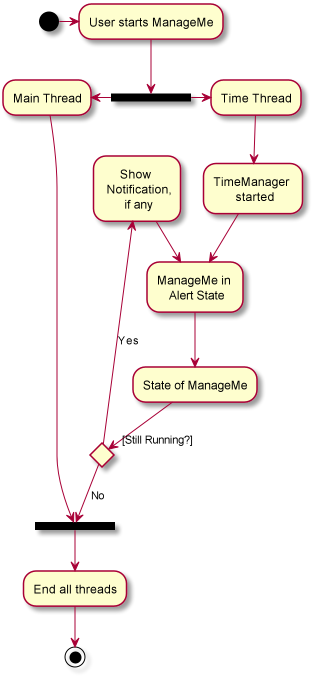 User starts ManageMe
Main Thread
Time Thread
Show
Notification,
if any
TimeManager
started
ManageMe in
Alert State
Yes
State of ManageMe
[Still Running?]
No
End all threads